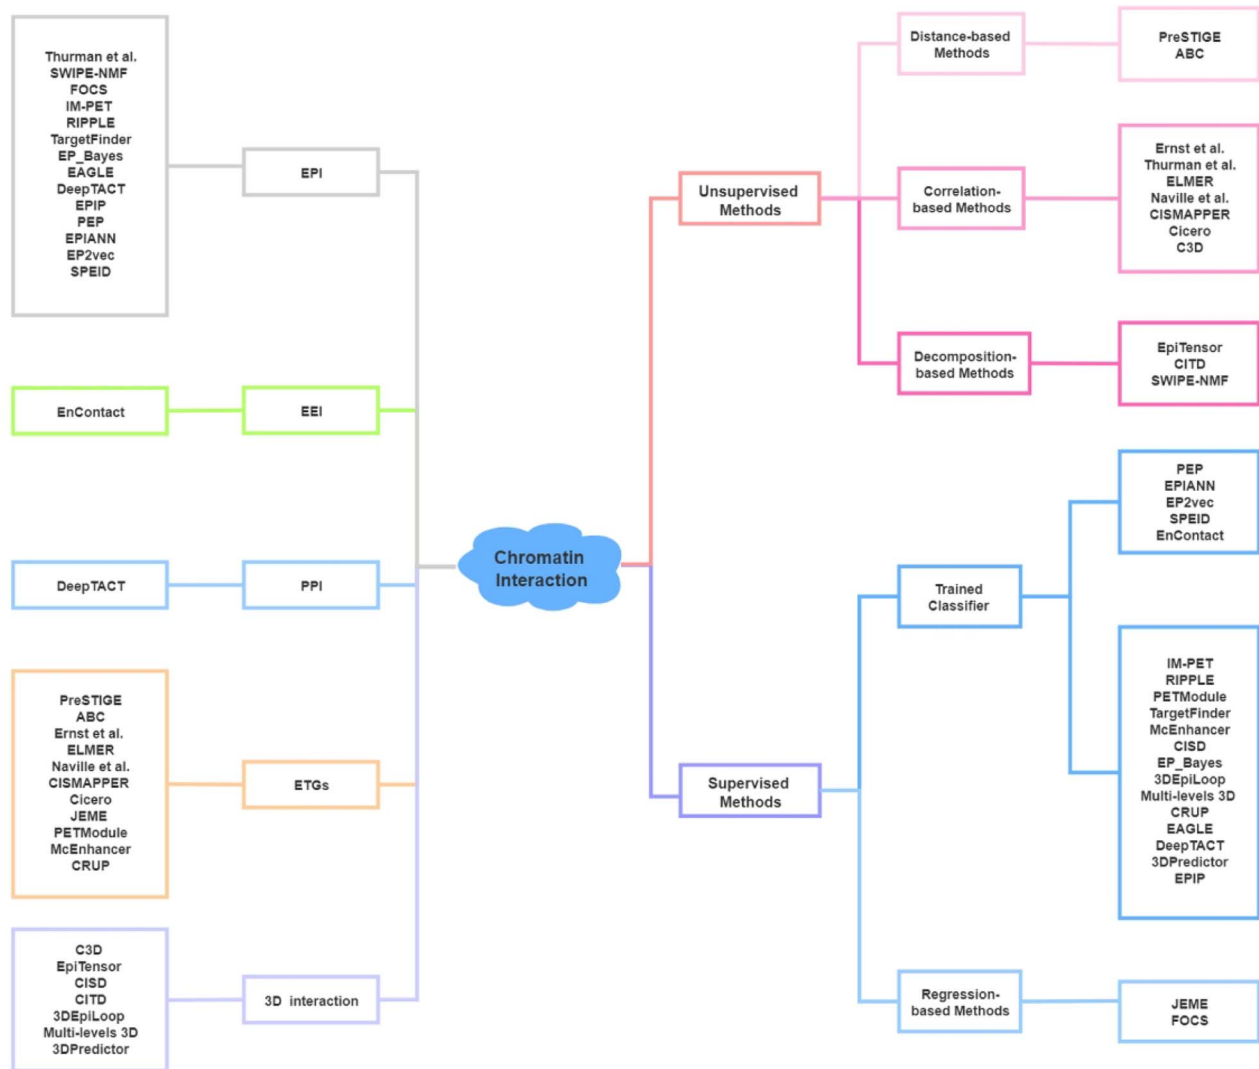 Thurman et al.
SWIPE-NMF
FOCS
IM-PET
RIPPLE
TargetFinder
EP_Bayes
EAGLE
DeepTACT
EPIP
PEP
EPIANN
EP2vec
SPEID
EPI
EnContact
EEI
DeepTACT
PPI
PreSTIGE
ABC
Ernst et al.
ELMER
Naville et al.
CISMAPPER
Cicero
JEME
PETModule
McEnhancer
CRUP
ETGs
C3D
EpiTensor
CISD
CITD
3DEpiLoop
Multi-levels 3D
3DPredictor
3D interaction
Chromatin
Interaction
Unsupervised
Methods
Distance-based
Methods
PreSTIGE
ABC
Correlation-
based Methods
Ernst et al.
Thurman et al.
ELMER
Naville et al.
CISMAPPER
Cicero
C3D
Decomposition-
based Methods
EpiTensor
CITD
SWIPE-NMF
Supervised
Methods
Trained
Classifier
PEP
EPIANN
EP2vec
SPEID
EnContact
IM-PET
RIPPLE
PETModule
TargetFinder
McEnhancer
CISD
EP_Bayes
3DEpiLoop
Multi-levels 3D
CRUP
EAGLE
DeepTACT
3DPredictor
EPIP
Regression-
based Methods
JEME
FOCS